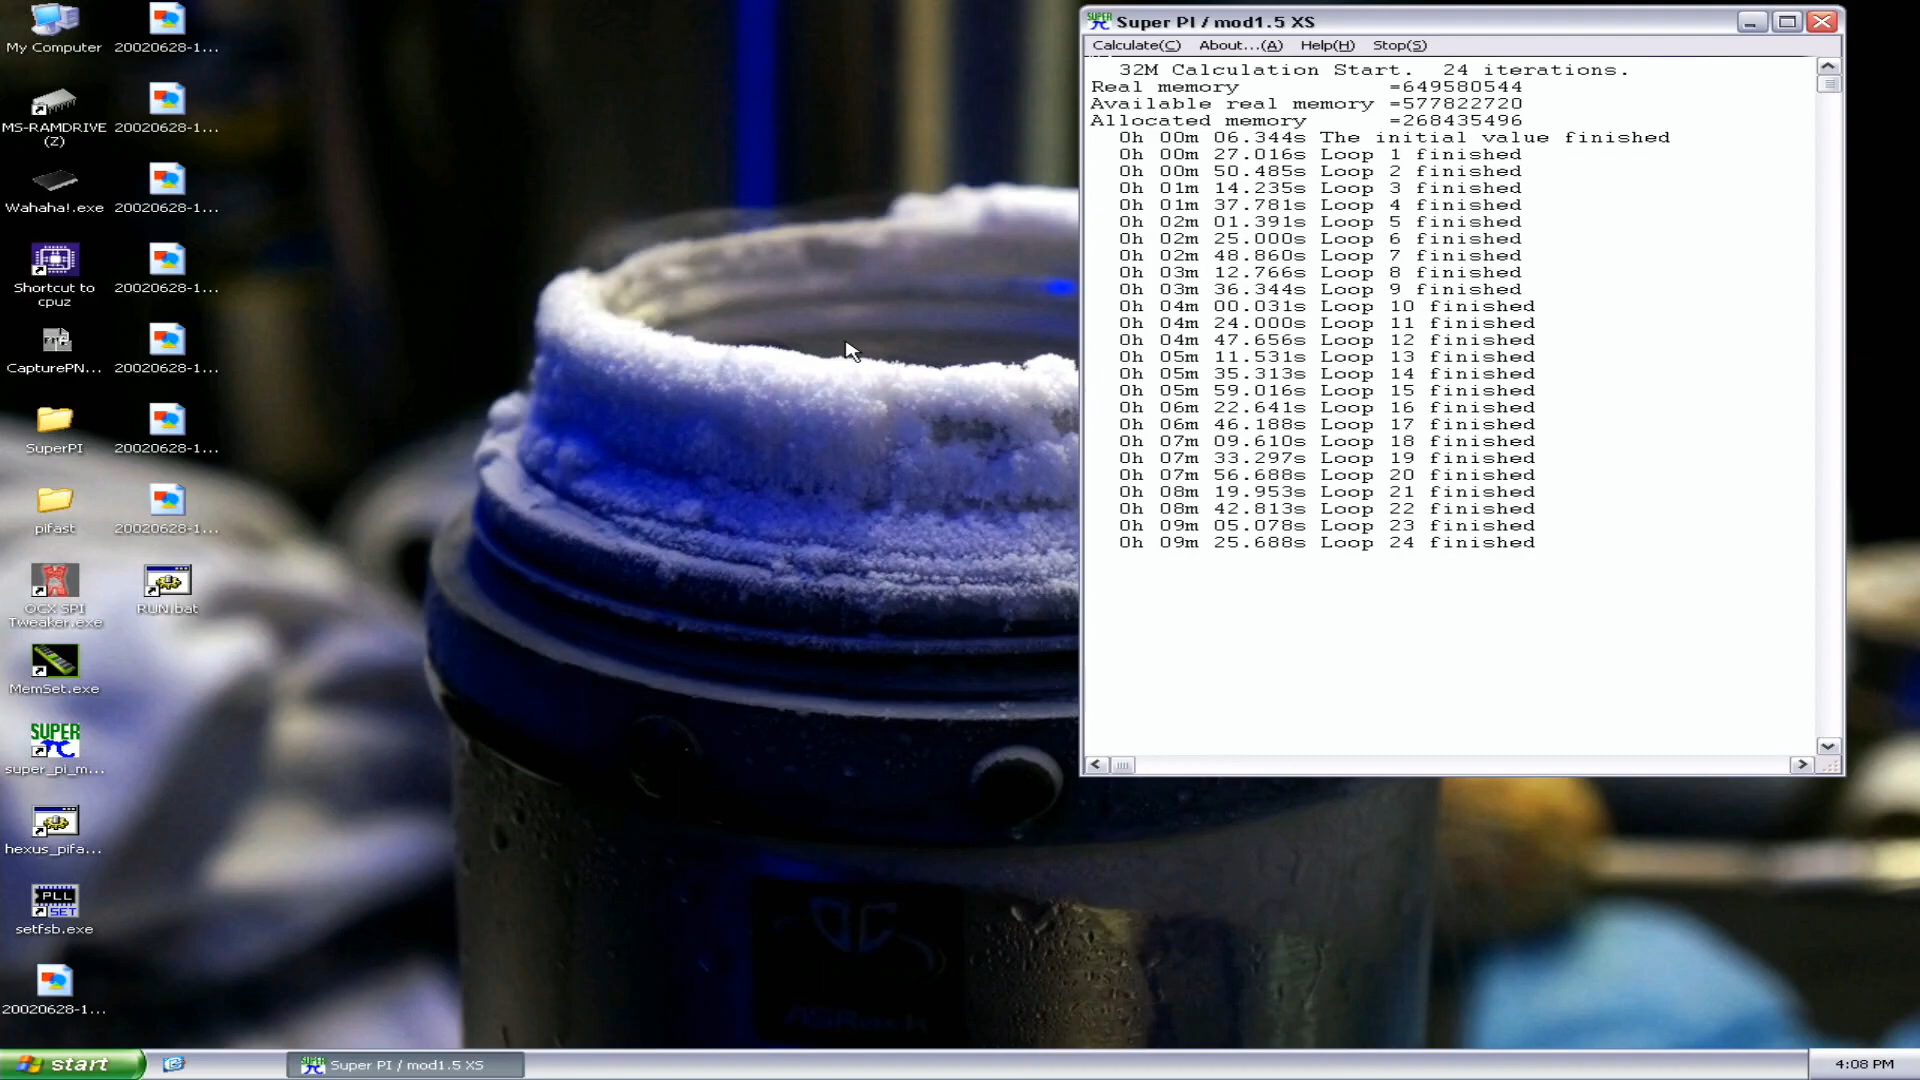 My Computer
20020628-1...
MS-RAMDRIVE
(Z)
20020628-1...
Wahaha!.exe
20020628-1...
Shortcut to
cpuz
20020628-1...
CapturePN...
20020628-1...
SuperPI
20020628-1...
pifast
20020628-1...
OCX SPI
Tweaker.exe
RUN.bat
MemSet.exe
SUPER
super_pi_m...
hexus_pifa...
PLL
SET
setfsb.exe
20020628-1...
Super PI / mod1.5 XS
Calculate(C) About...(A) Help(H) Stop(S)
32M Calculation Start. 24 iterations.
Real memory =649580544
Available real memory =577822720
Allocated memory =268435496
0h 00m 06.344s The initial value finished
0h 00m 27.016s Loop 1 finished
0h 00m 50.485s Loop 2 finished
0h 01m 14.235s Loop 3 finished
0h 01m 37.781s Loop 4 finished
0h 02m 01.391s Loop 5 finished
0h 02m 25.000s Loop 6 finished
0h 02m 48.860s Loop 7 finished
0h 03m 12.766s Loop 8 finished
0h 03m 36.344s Loop 9 finished
0h 04m 00.031s Loop 10 finished
0h 04m 24.000s Loop 11 finished
0h 04m 47.656s Loop 12 finished
0h 05m 11.531s Loop 13 finished
0h 05m 35.313s Loop 14 finished
0h 05m 59.016s Loop 15 finished
0h 06m 22.641s Loop 16 finished
0h 06m 46.188s Loop 17 finished
0h 07m 09.610s Loop 18 finished
0h 07m 33.297s Loop 19 finished
0h 07m 56.688s Loop 20 finished
0h 08m 19.953s Loop 21 finished
0h 08m 42.813s Loop 22 finished
0h 09m 05.078s Loop 23 finished
0h 09m 25.688s Loop 24 finished
ASRock
start
Super PI / mod1.5 XS
4:08 PM